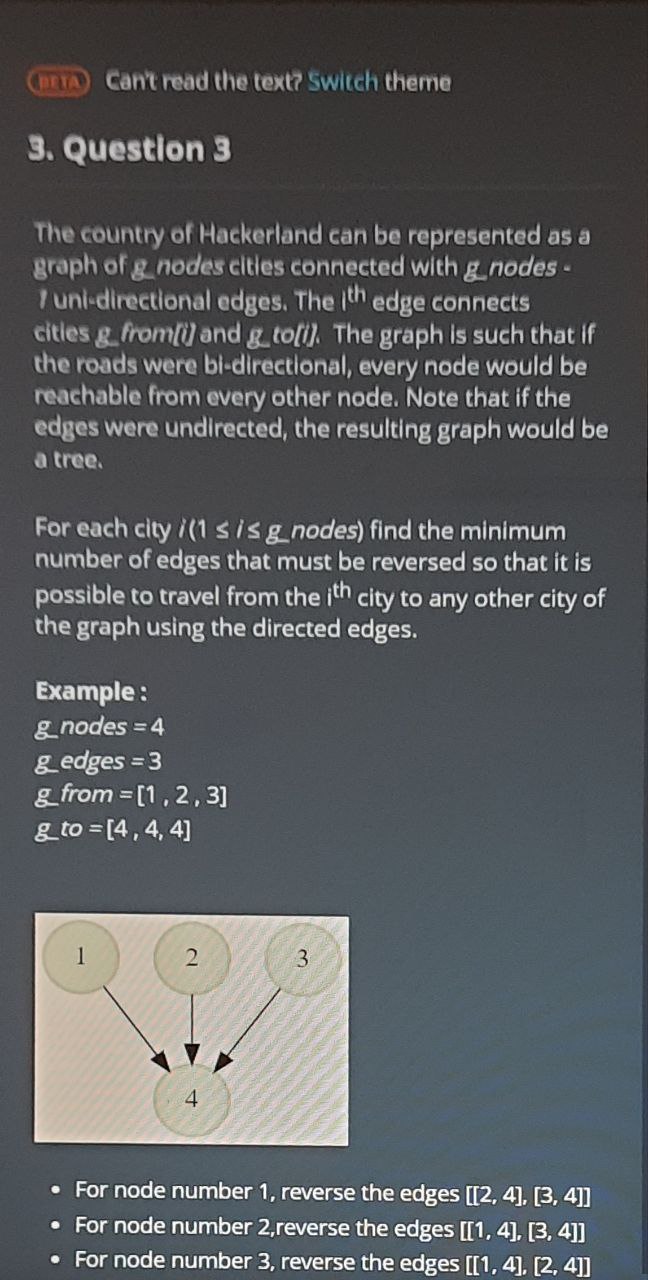 BETA Can't read the text? Switch theme
3. Question 3
The country of Hackerland can be represented as a
graph of g_nodes cities connected with g_nodes -
1 uni-directional edges. The ith edge connects
cities g_from[i] and g_to[i]. The graph is such that if
the roads were bi-directional, every node would be
reachable from every other node. Note that if the
edges were undirected, the resulting graph would be
a tree.
For each city i (1 ≤ i ≤ g_nodes) find the minimum
number of edges that must be reversed so that it is
possible to travel from the ith city to any other city of
the graph using the directed edges.
Example :
g_nodes = 4
g_edges = 3
g_from = [1 , 2 , 3]
g_to = [4 , 4, 4]
1 2 3
4
• For node number 1, reverse the edges [[2, 4], [3, 4]]
• For node number 2,reverse the edges [[1, 4], [3, 4]]
• For node number 3, reverse the edges [[1, 4], [2, 4]]